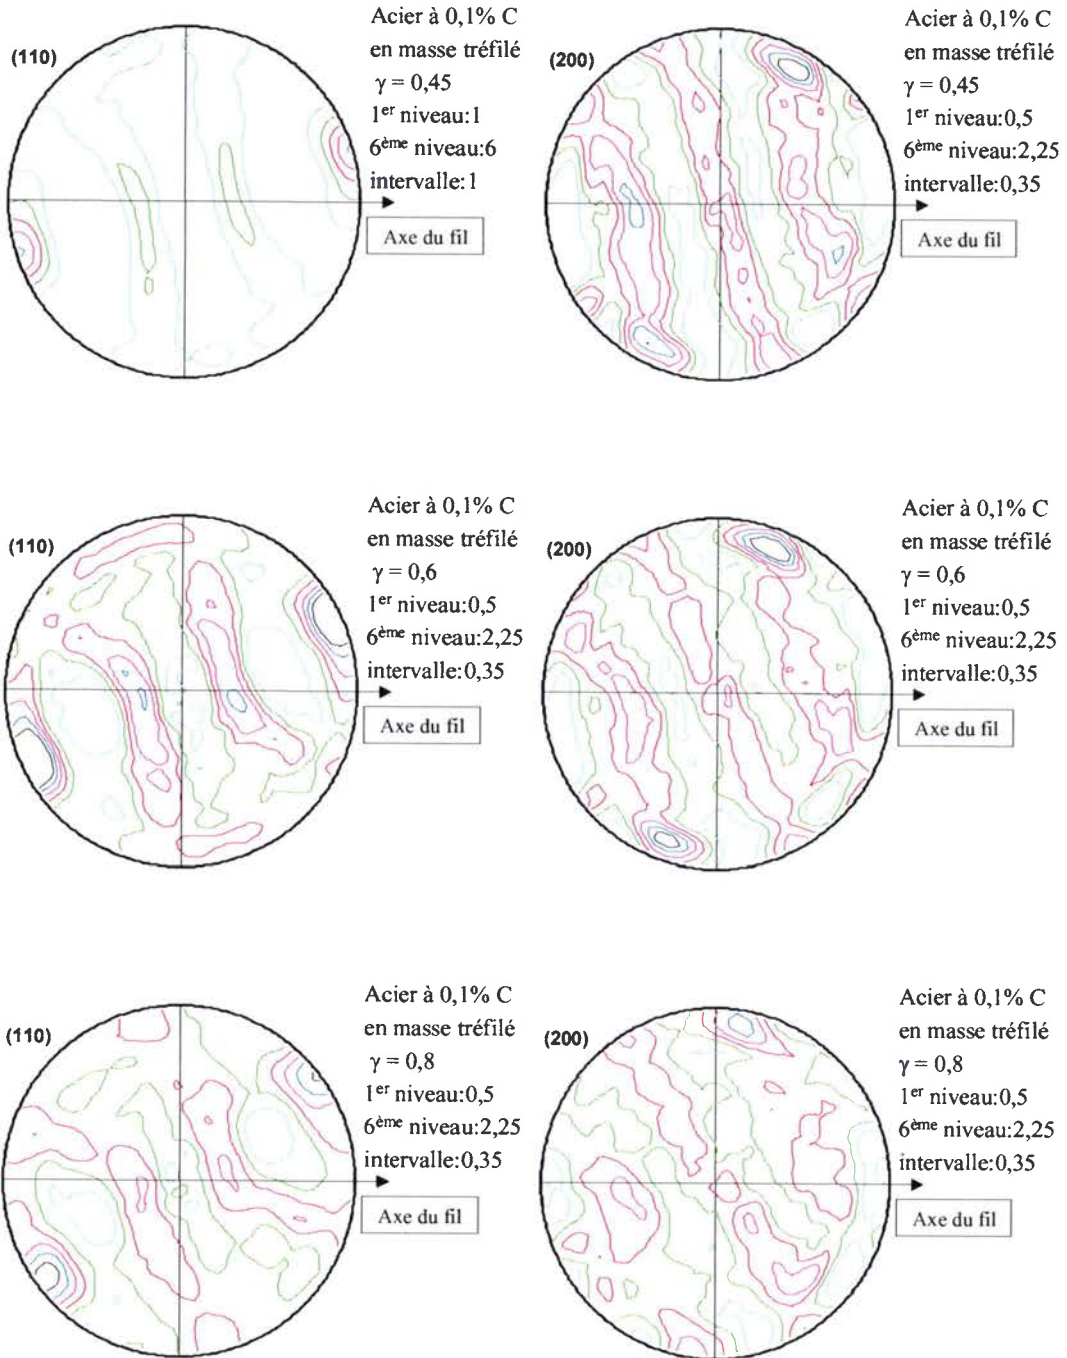 (110)
Acier à 0,1% C
en masse tréfilé
γ = 0,45
1er niveau:1
6ème niveau:6
intervalle:1
Axe du fil
(200)
Acier à 0,1% C
en masse tréfilé
γ = 0,45
1er niveau:0,5
6ème niveau:2,25
intervalle:0,35
Axe du fil
(110)
Acier à 0,1% C
en masse tréfilé
γ = 0,6
1er niveau:0,5
6ème niveau:2,25
intervalle:0,35
Axe du fil
(200)
Acier à 0,1% C
en masse tréfilé
γ = 0,6
1er niveau:0,5
6ème niveau:2,25
intervalle:0,35
Axe du fil
(110)
Acier à 0,1% C
en masse tréfilé
γ = 0,8
1er niveau:0,5
6ème niveau:2,25
intervalle:0,35
Axe du fil
(200)
Acier à 0,1% C
en masse tréfilé
γ = 0,8
1er niveau:0,5
6ème niveau:2,25
intervalle:0,35
Axe du fil